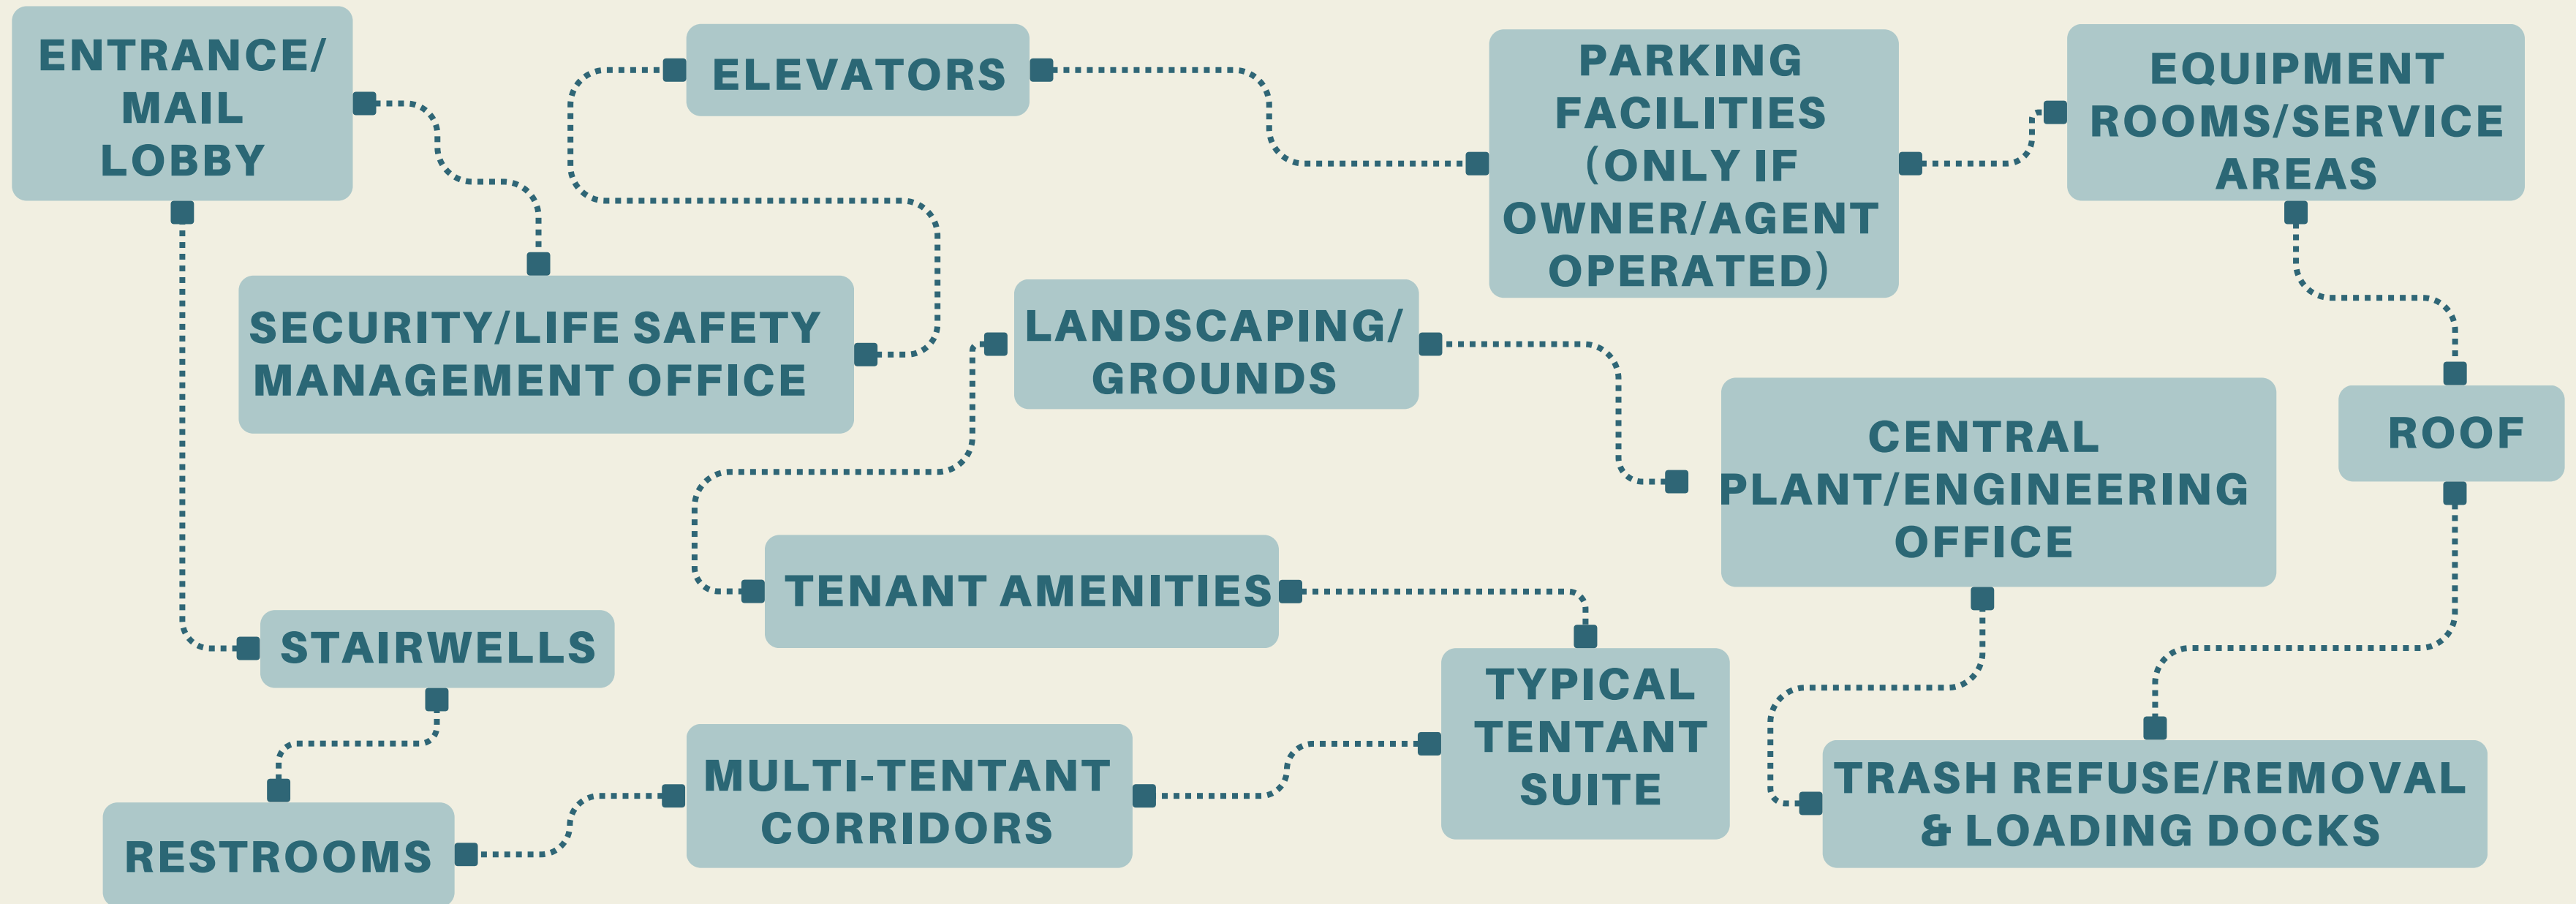 ENTRANCE/
MAIL
LOBBY
ELEVATORS
PARKING
FACILITIES
(ONLY IF
OWNER/AGENT
OPERATED)
EQUIPMENT
ROOMS/SERVICE
AREAS
SECURITY/LIFE SAFETY
MANAGEMENT OFFICE
LANDSCAPING/
GROUNDS
CENTRAL
PLANT/ENGINEERING
OFFICE
ROOF
TENANT AMENITIES
STAIRWELLS
TYPICAL
TENTANT
SUITE
MULTI-TENTANT
CORRIDORS
TRASH REFUSE/REMOVAL
& LOADING DOCKS
RESTROOMS